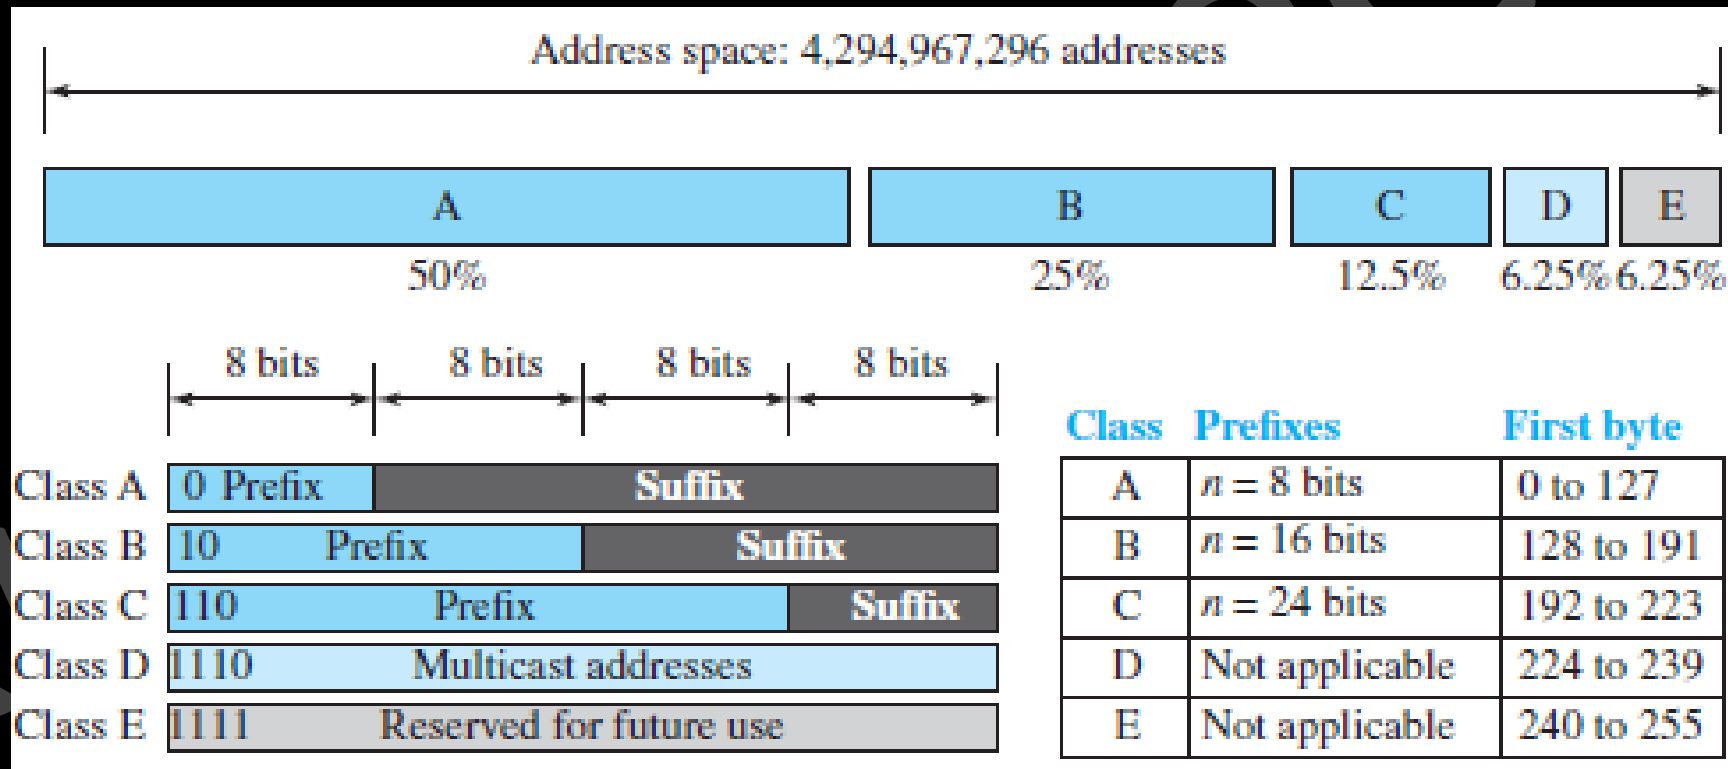 Address space: 4,294,967,296 addresses
A B C D E
50% 25% 12.5% 6.25% 6.25%
8 bits 8 bits 8 bits 8 bits
Class A 0 Prefix Suffix
Class B 10 Prefix Suffix
Class C 110 Prefix Suffix
Class D 1110 Multicast addresses
Class E 1111 Reserved for future use
Class Prefixes First byte
A n = 8 bits 0 to 127
B n = 16 bits 128 to 191
C n = 24 bits 192 to 223
D Not applicable 224 to 239
E Not applicable 240 to 255